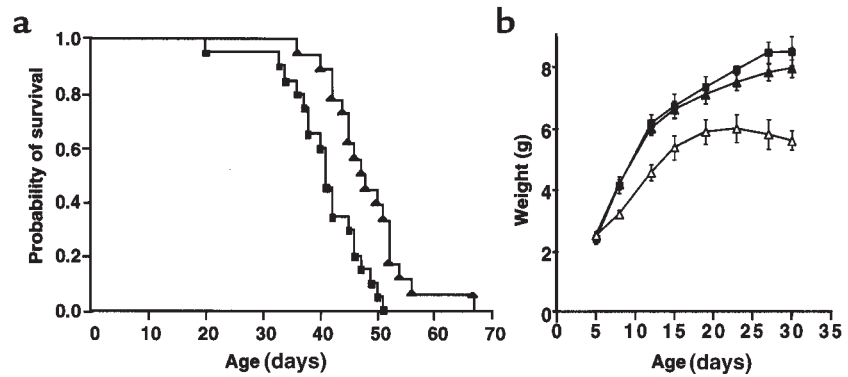 a
Probability of survival
1.0
0.8
0.6
0.4
0.2
0.0
0 10 20 30 40 50 60 70
Age (days)
b
Weight (g)
8
6
4
2
0
0 5 10 15 20 25 30 35
Age (days)